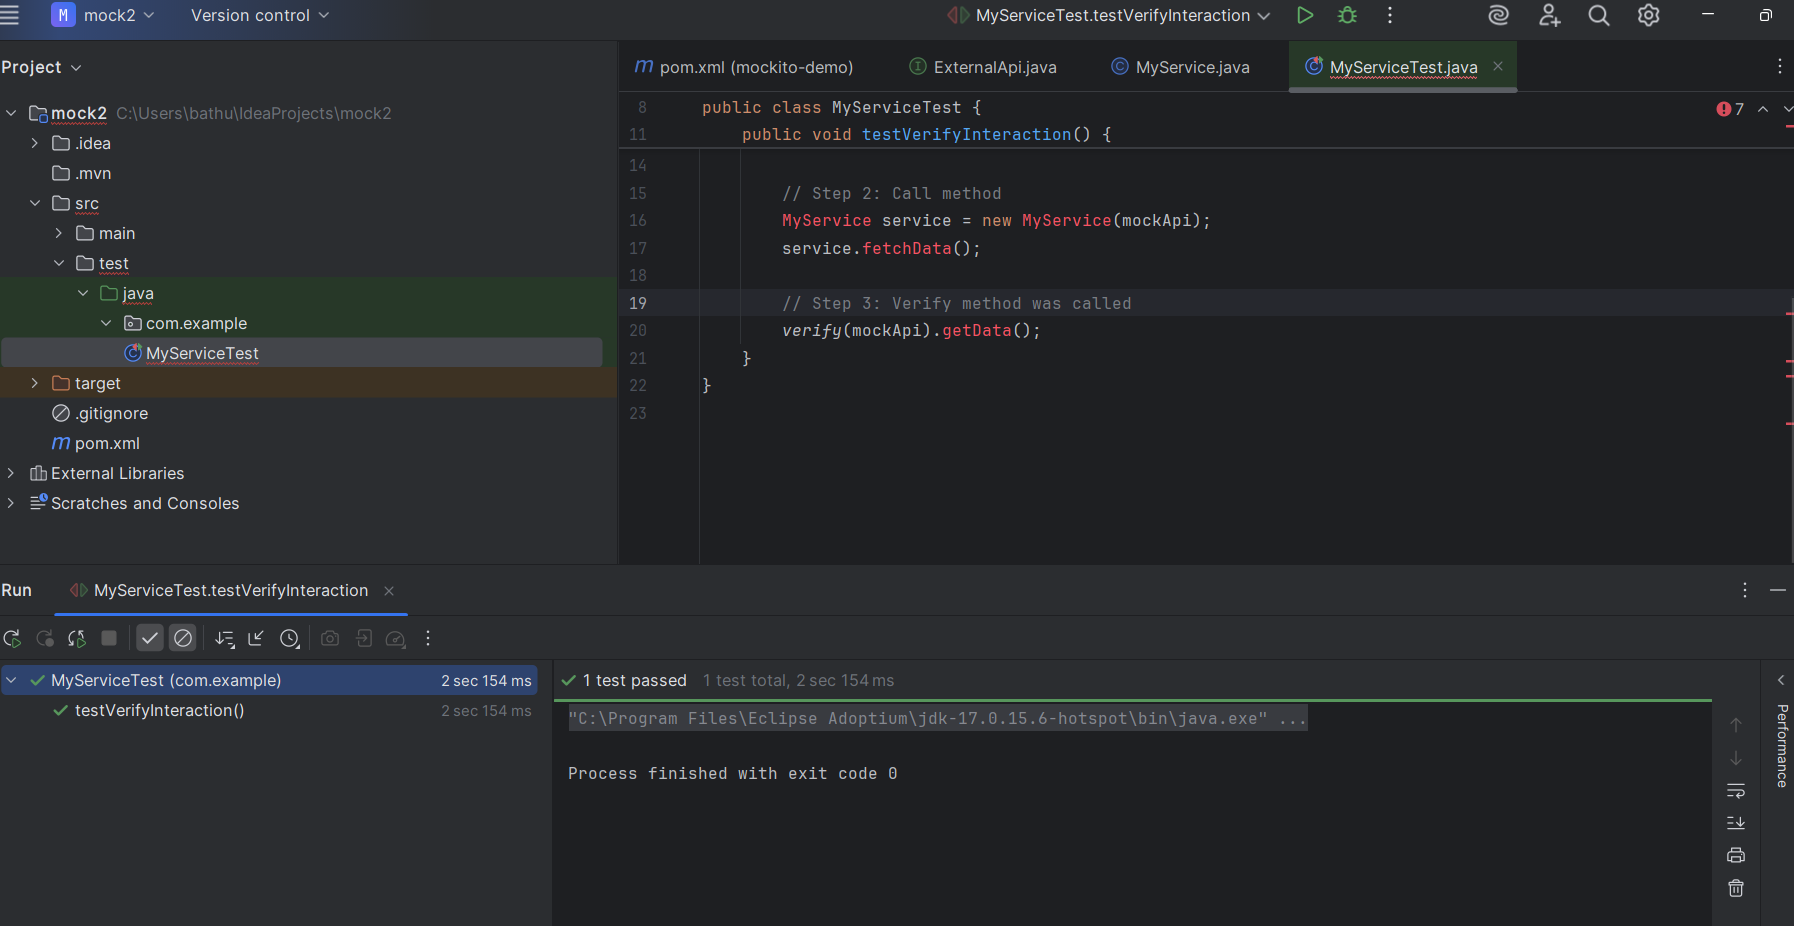 M mock2 Version control MyServiceTest.testVerifyInteraction
Project
mock2 C:\Users\bathu\IdeaProjects\mock2
.idea
.mvn
src
main
test
java
com.example
MyServiceTest
target
.gitignore
m pom.xml
External Libraries
Scratches and Consoles
m pom.xml (mockito-demo) I ExternalApi.java C MyService.java C MyServiceTest.java
8 public class MyServiceTest {
7
11 public void testVerifyInteraction() {
14
15 // Step 2: Call method
16 MyService service = new MyService(mockApi);
17 service.fetchData();
18
19 // Step 3: Verify method was called
20 verify(mockApi).getData();
21 }
22 }
23
Run MyServiceTest.testVerifyInteraction
MyServiceTest (com.example) 2 sec 154 ms
testVerifyInteraction() 2 sec 154 ms
1 test passed 1 test total, 2 sec 154 ms
"C:\Program Files\Eclipse Adoptium\jdk-17.0.15.6-hotspot\bin\java.exe" ...
Process finished with exit code 0
Performance